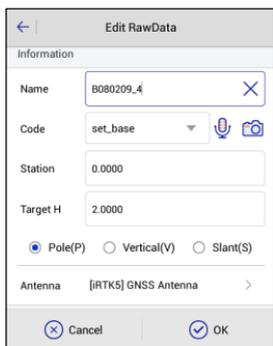 Edit RawData
Information
Name B080209_4
Code set_base
Station 0.0000
Target H 2.0000
Pole(P) Vertical(V) Slant(S)
Antenna [iRTK5] GNSS Antenna
Cancel OK